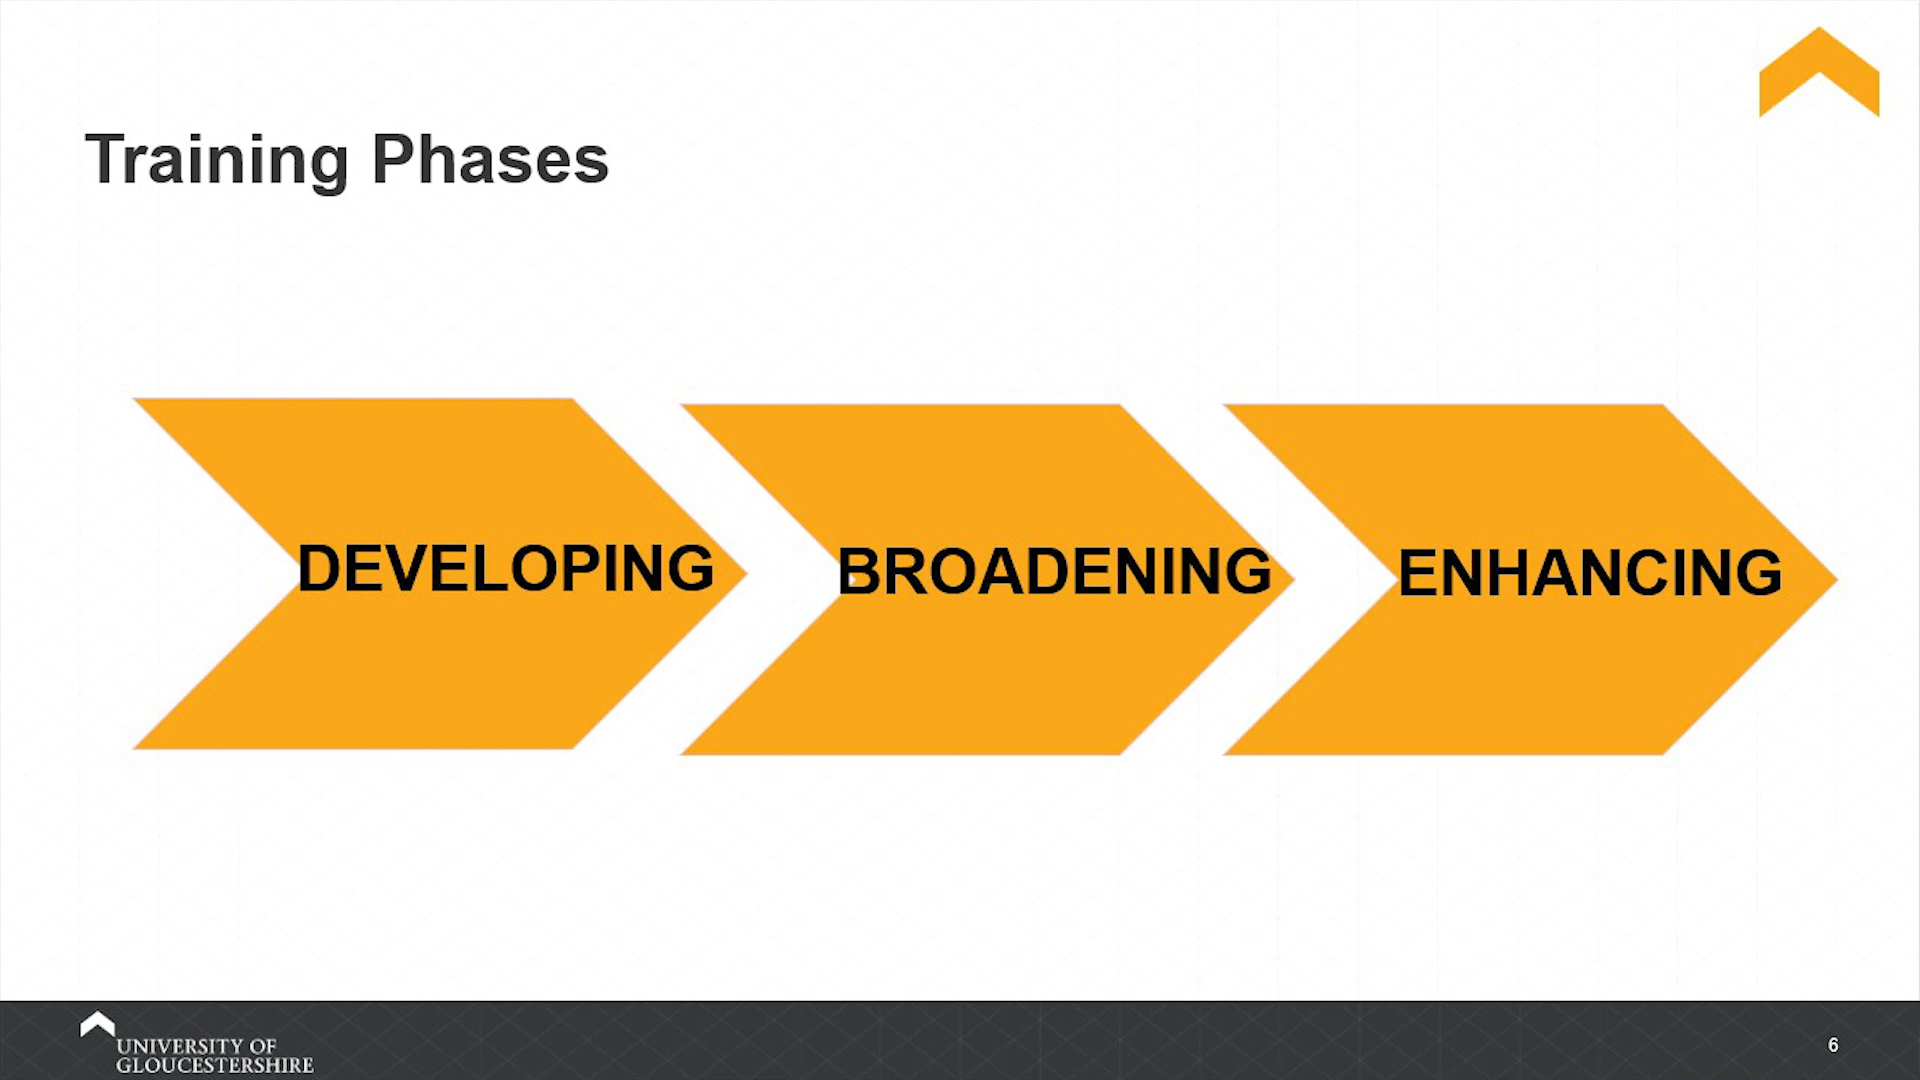 Training Phases
DEVELOPING
BROADENING
ENHANCING
UNIVERSITY OF
GLOUCESTERSHIRE
6